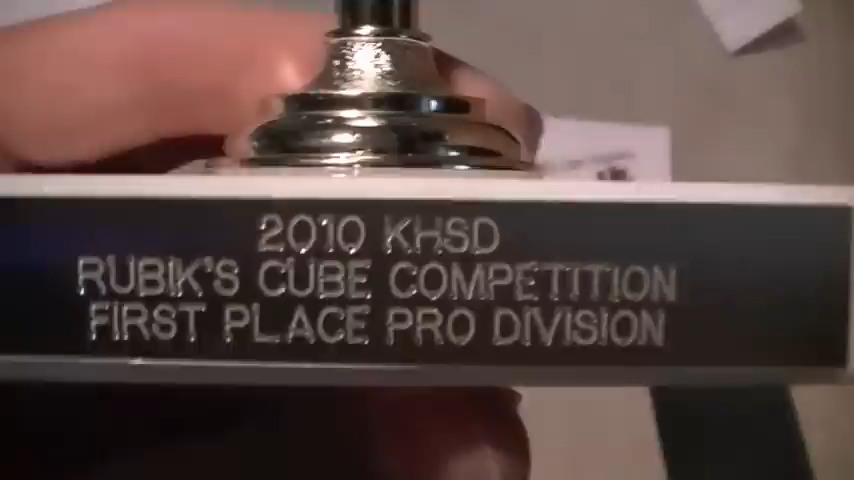 2010 KHSD
RUBIK'S CUBE COMPETITION
FIRST PLACE PRO DIVISION